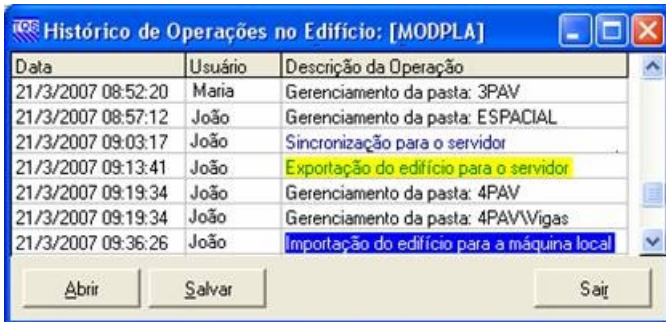 TQS Histórico de Operações no Edifício: [MODPLA]
Data Usuário Descrição da Operação
21/3/2007 08:52:20 Maria Gerenciamento da pasta: 3PAV
21/3/2007 08:57:12 João Gerenciamento da pasta: ESPACIAL
21/3/2007 09:03:17 João Sincronização para o servidor
21/3/2007 09:13:41 João Exportação do edifício para o servidor
21/3/2007 09:19:34 João Gerenciamento da pasta: 4PAV
21/3/2007 09:19:34 João Gerenciamento da pasta: 4PAV\Vigas
21/3/2007 09:36:26 João Importação do edifício para a máquina local
Abrir Salvar Sair